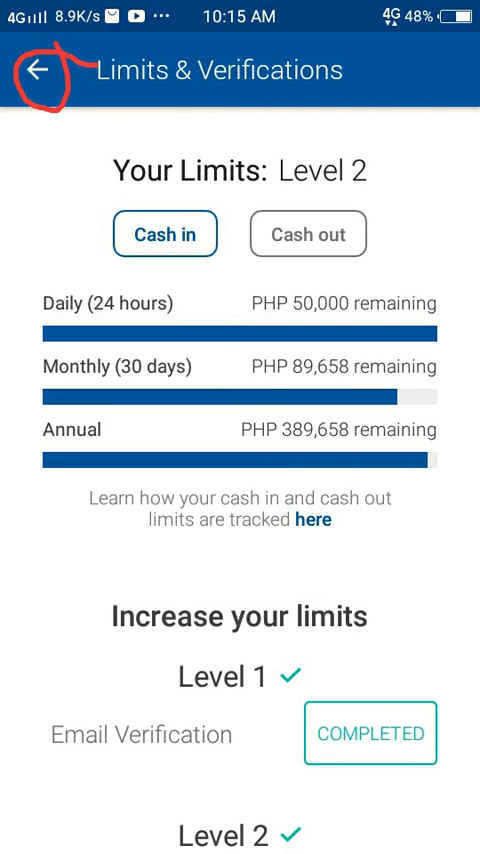 4G 8.9K/s 10:15 AM 4G 48%
Limits & Verifications
Your Limits: Level 2
Cash in Cash out
Daily (24 hours) PHP 50,000 remaining
Monthly (30 days) PHP 89,658 remaining
Annual PHP 389,658 remaining
Learn how your cash in and cash out
limits are tracked here
Increase your limits
Level 1
Email Verification COMPLETED
Level 2